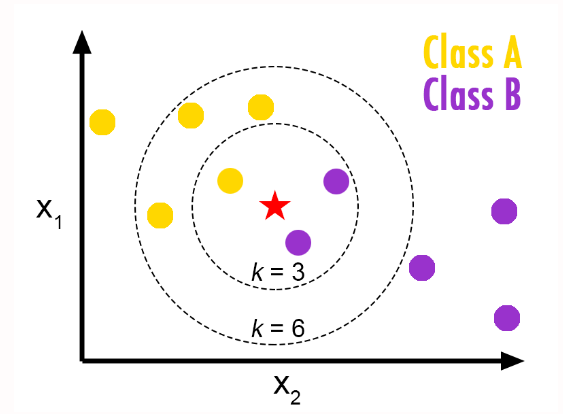 Class A
Class B
x1
k = 3
k = 6
x2